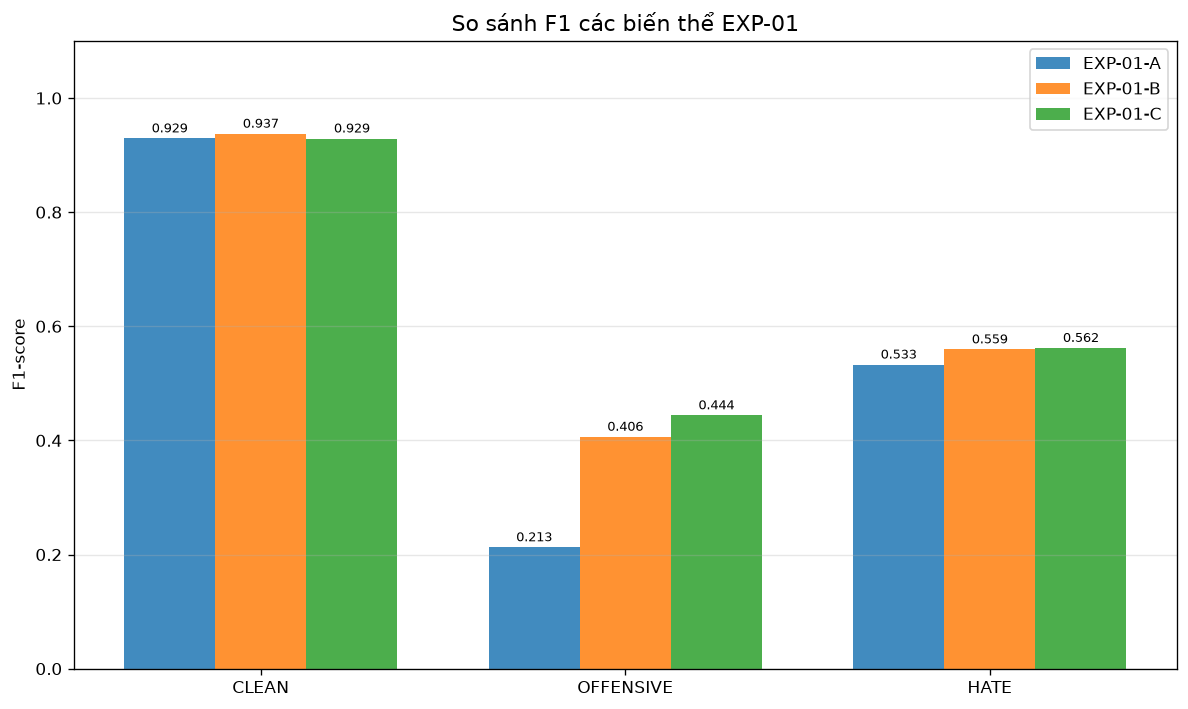 So sánh F1 các biến thể EXP-01
EXP-01-A
EXP-01-B
EXP-01-C
F1-score
1.0
0.8
0.6
0.4
0.2
0.0
0.929
0.937
0.929
0.213
0.406
0.444
0.533
0.559
0.562
CLEAN
OFFENSIVE
HATE